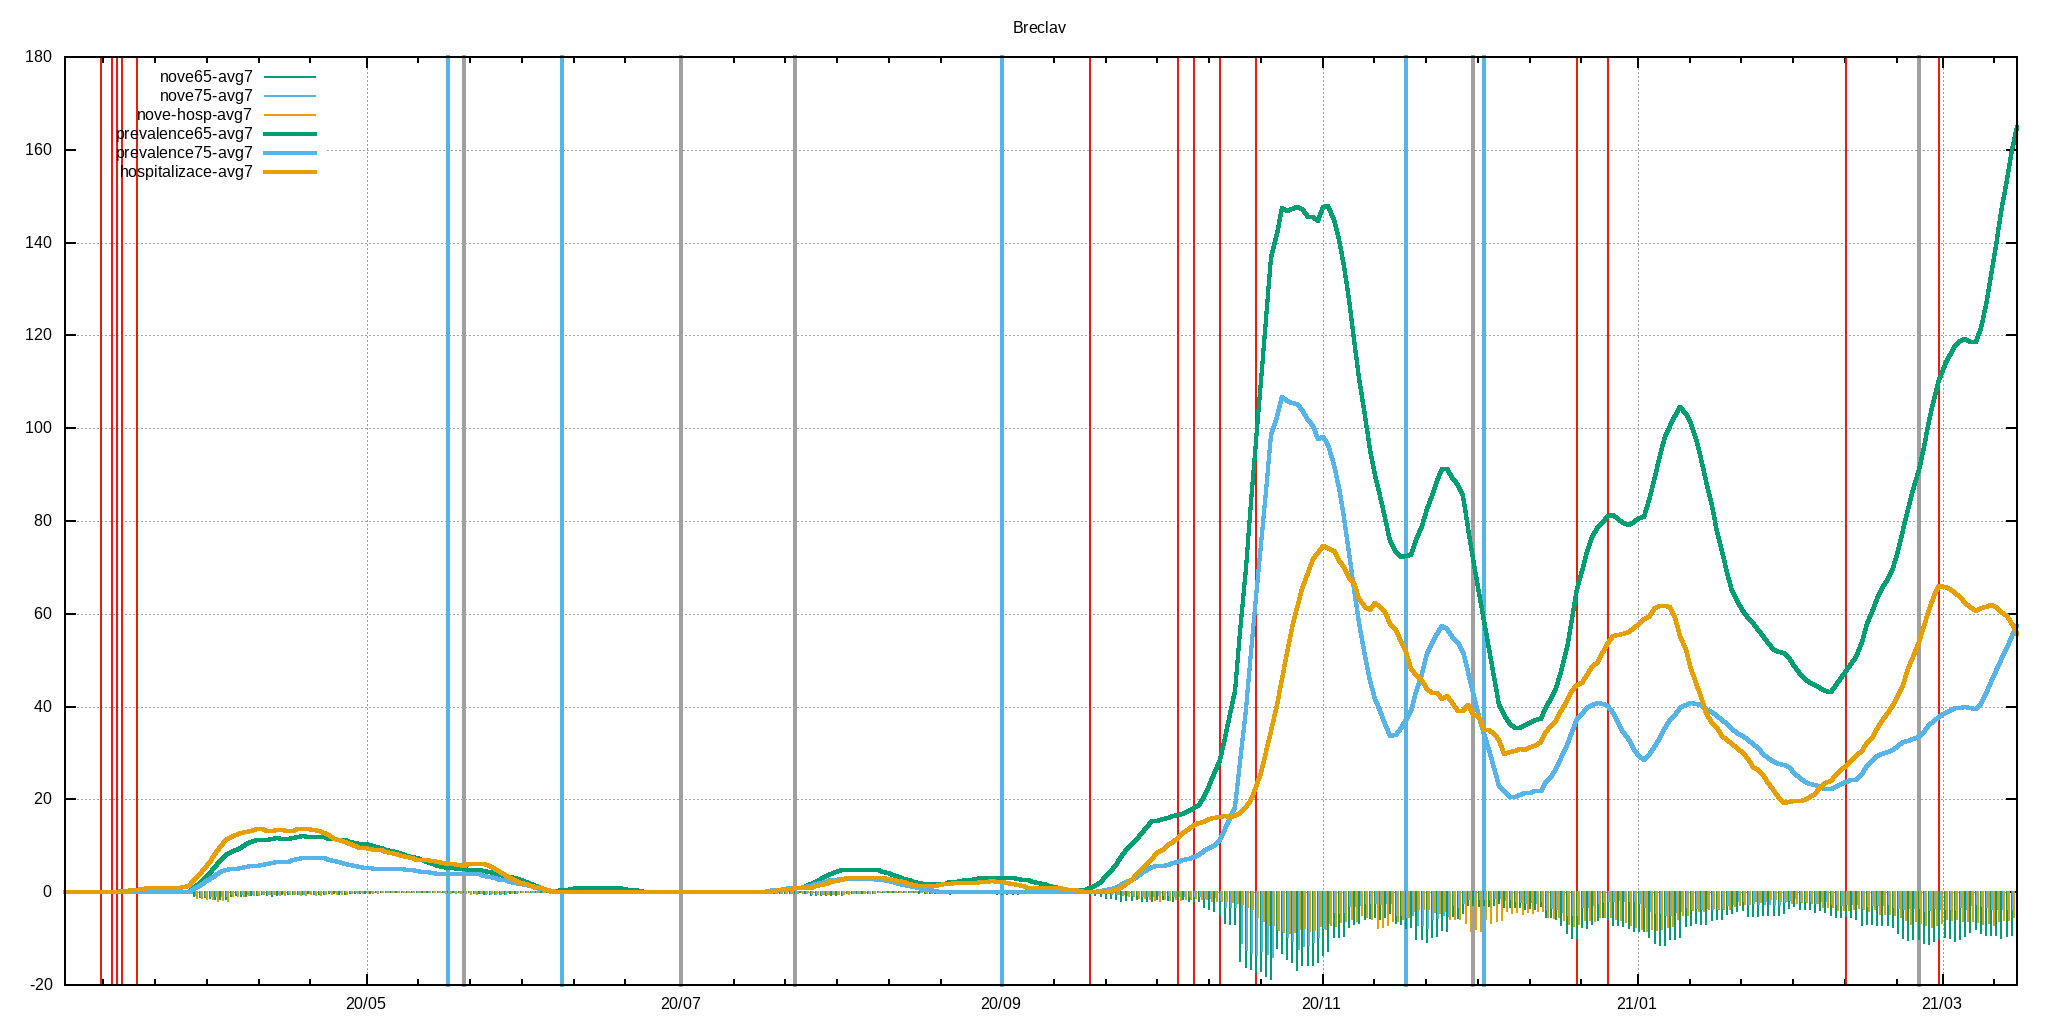 Breclav
180
160
140
120
100
80
60
40
20
0
-20
nove65-avg7
nove75-avg7
nove-hosp-avg7
prevalence65-avg7
prevalence75-avg7
hospitalizace-avg7
20/05 20/07 20/09 20/11 21/01 21/03